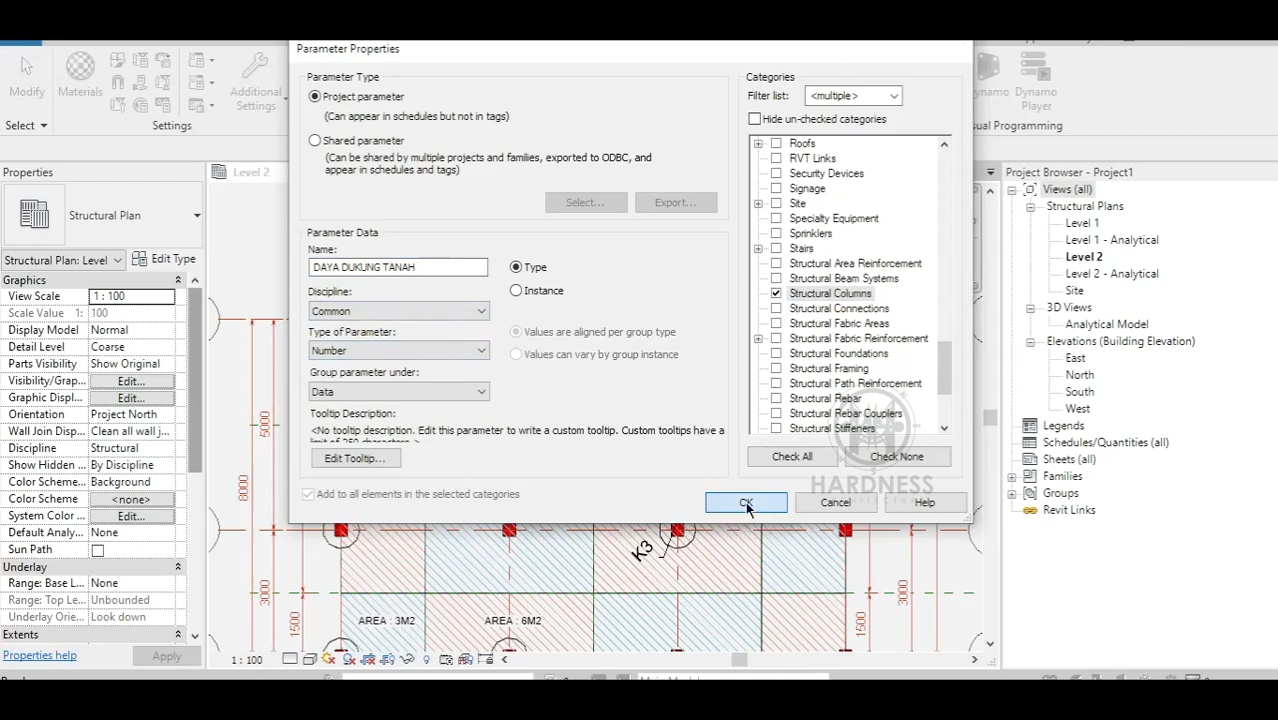 Parameter Properties
Modify
Materials
Additional
Settings
Select
Settings
Dynamo
Player
Programming
Parameter Type
Project parameter
(Can appear in schedules but not in tags)
Shared parameter
(Can be shared by multiple projects and families, exported to ODBC, and
appear in schedules and tags)
Select...
Export...
Parameter Data
Name:
DAYA DUKUNG TANAH
Type
Instance
Discipline:
Common
Type of Parameter:
Number
Values are aligned per group type
Values can vary by group instance
Group parameter under:
Data
Tooltip Description:
<No tooltip description. Edit this parameter to write a custom tooltip. Custom tooltips have a
Edit Tooltip...
Add to all elements in the selected categories
OK
Cancel
Help
Categories
Filter list:
<multiple>
Hide un-checked categories
Roofs
RVT Links
Security Devices
Signage
Site
Specialty Equipment
Sprinklers
Stairs
Structural Area Reinforcement
Structural Beam Systems
Structural Columns
Structural Connections
Structural Fabric Areas
Structural Fabric Reinforcement
Structural Foundations
Structural Framing
Structural Path Reinforcement
Structural Rebar
Structural Rebar Couplers
Structural Stiffeners
Check All
Check None
HARDNESS
Properties
Structural Plan
Structural Plan: Level
Edit Type
Graphics
View Scale 1 : 100
Scale Value 1: 100
Display Model Normal
Detail Level Coarse
Parts Visibility Show Original
Visibility/Grap... Edit...
Graphic Displ... Edit...
Orientation Project North
Wall Join Disp... Clean all wall j...
Discipline Structural
Show Hidden ... By Discipline
Color Scheme ... Background
Color Scheme <none>
System Color ... Edit...
Default Analy... None
Sun Path
Underlay
Range: Base L... None
Range: Top Le... Unbounded
Underlay Orie... Look down
Extents
Properties help
Apply
Level 2
5000
8000
3000
1500
K3
AREA : 3M2
AREA : 6M2
3000
1500
1 : 100
Project Browser - Project1
Views (all)
Structural Plans
Level 1
Level 1 - Analytical
Level 2
Level 2 - Analytical
Site
3D Views
Analytical Model
Elevations (Building Elevation)
East
North
South
West
Legends
Schedules/Quantities (all)
Sheets (all)
Families
Groups
Revit Links